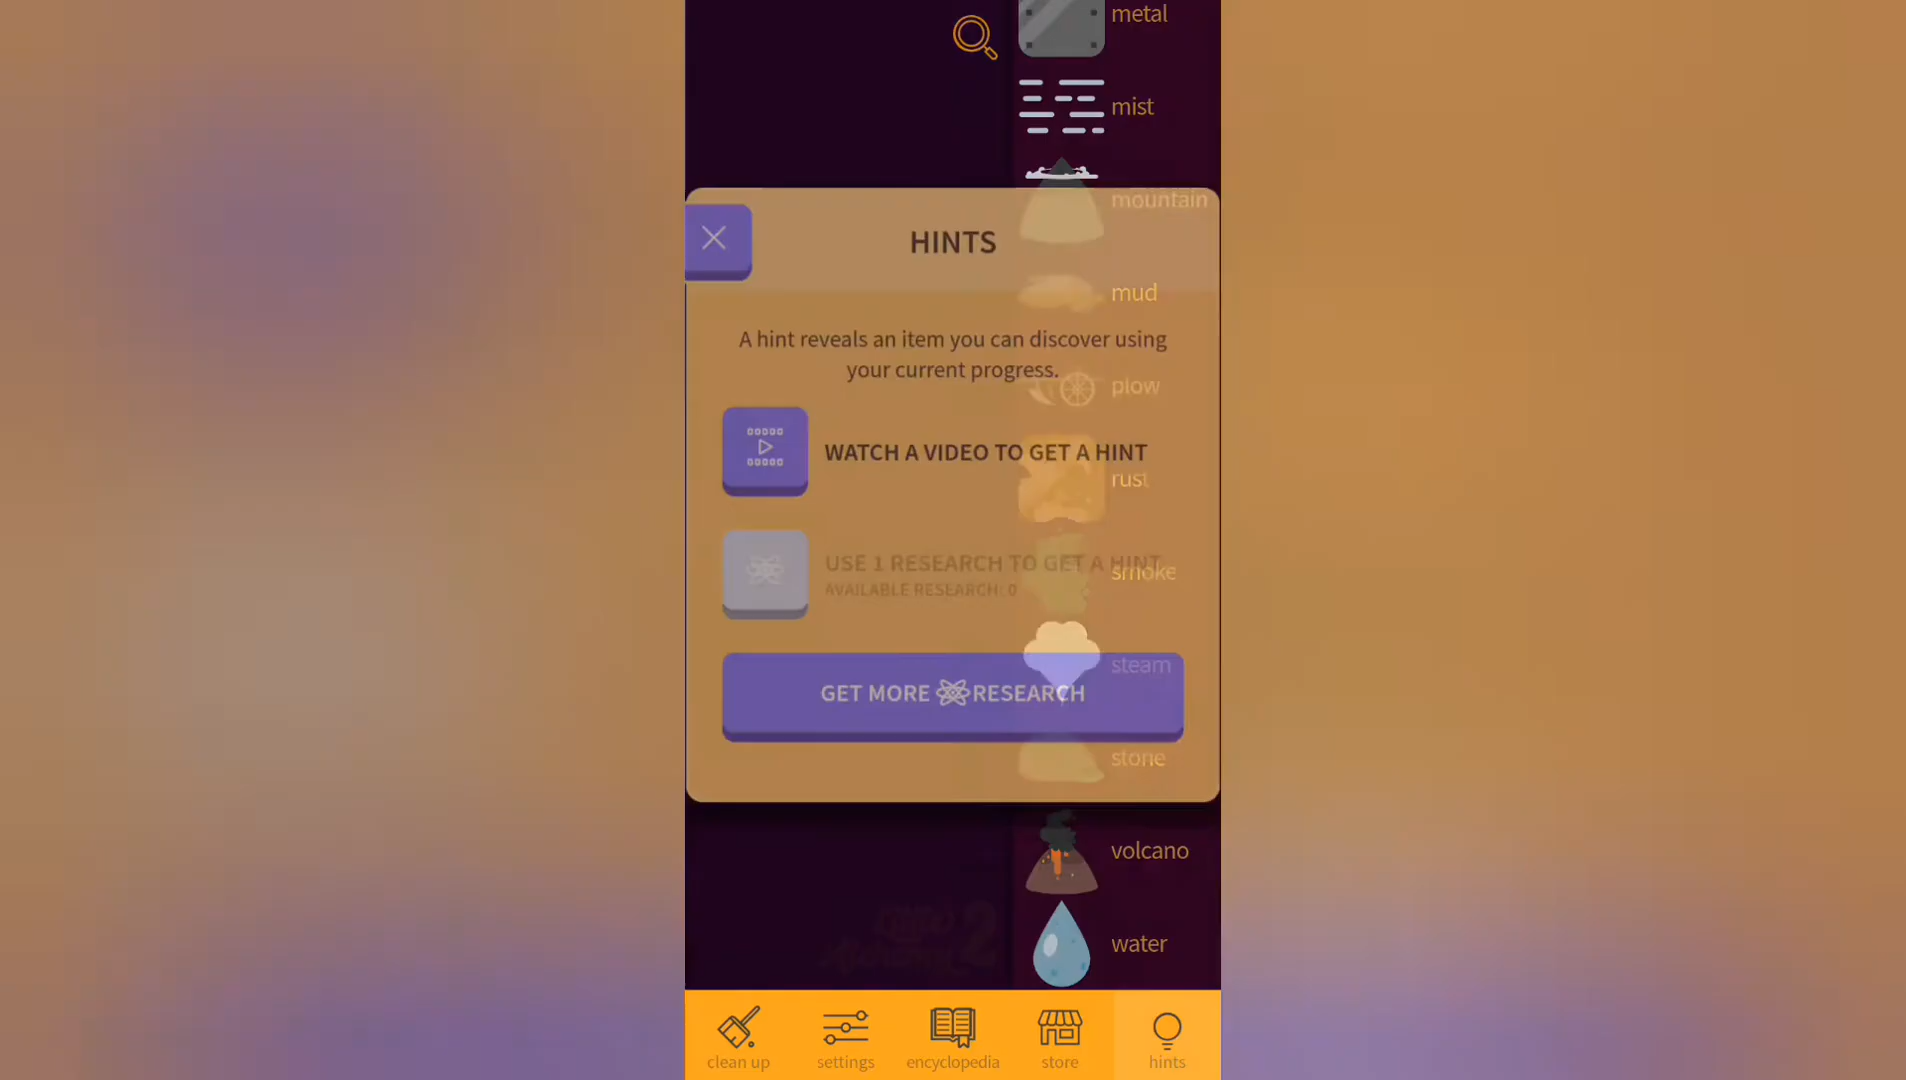 metal
mist
mountain
HINTS
mud
A hint reveals an item you can discover using
your current progress.
plow
WATCH A VIDEO TO GET A HINT
rust
USE 1 RESEARCH TO GET A HINT
smoke
AVAILABLE RESEARCH: 0
steam
GET MORE RESEARCH
stone
volcano
water
clean up
settings
encyclopedia
store
hints